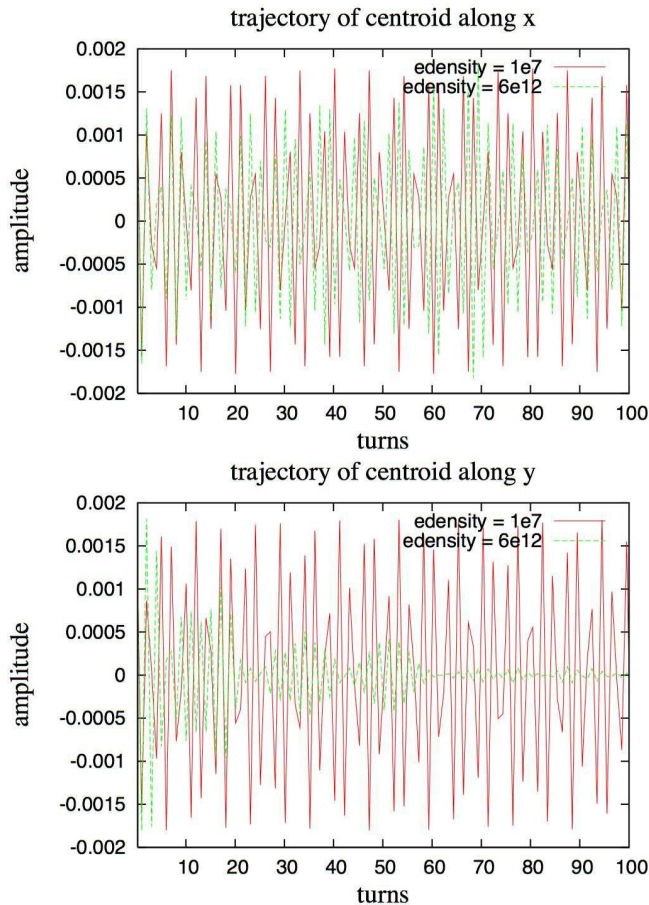 trajectory of centroid along x
0.002
edensity = 1e7
edensity = 6e12
0.0015
0.001
0.0005
0
-0.0005
-0.001
-0.0015
-0.002
amplitude
10 20 30 40 50 60 70 80 90 100
turns
trajectory of centroid along y
0.002
edensity = 1e7
edensity = 6e12
0.0015
0.001
0.0005
0
-0.0005
-0.001
-0.0015
-0.002
amplitude
10 20 30 40 50 60 70 80 90 100
turns